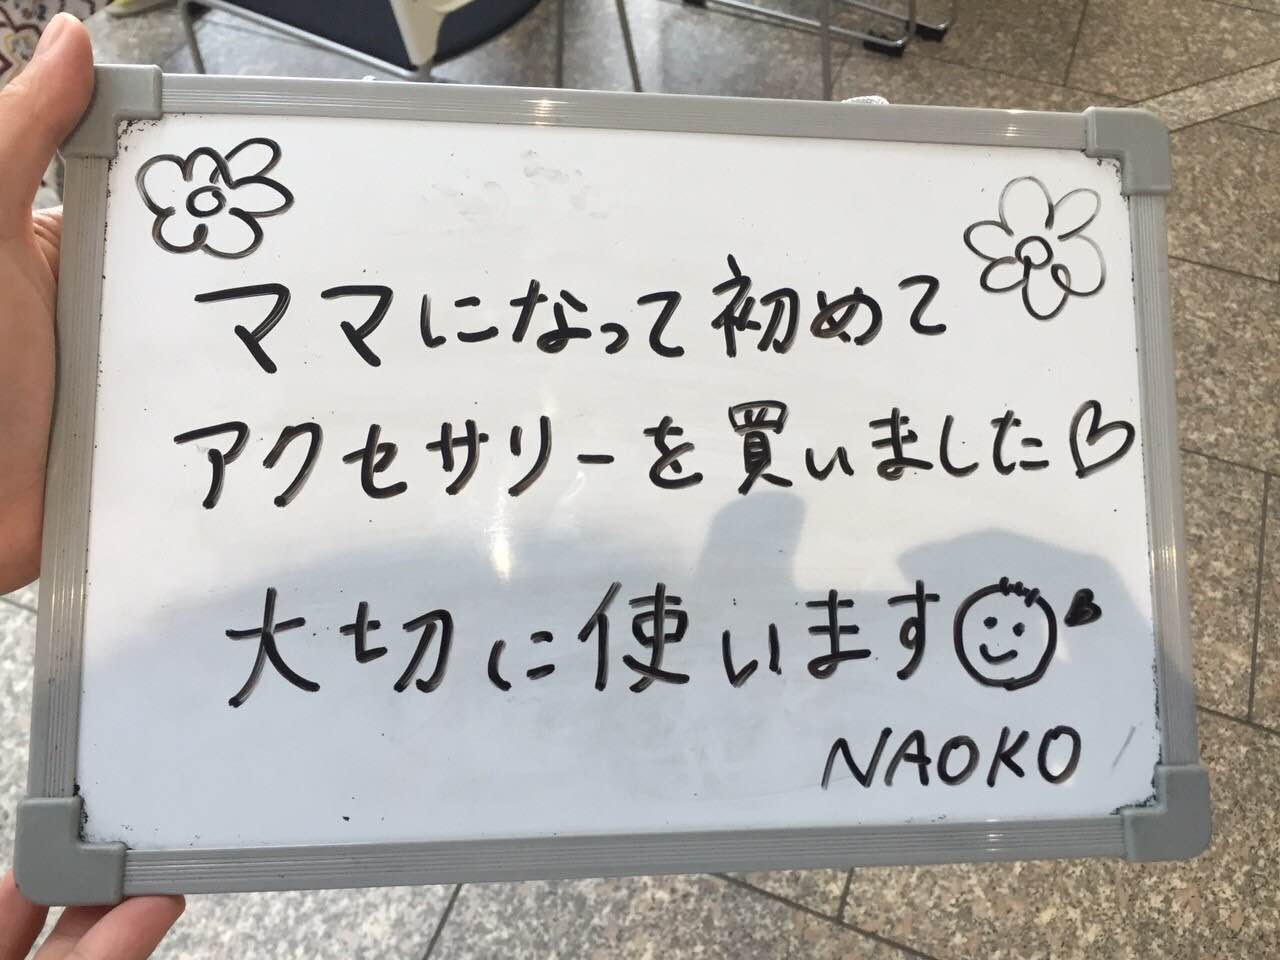 ママになって初めて
アクセサリーを買いました♡
大切に使います
NAOKO